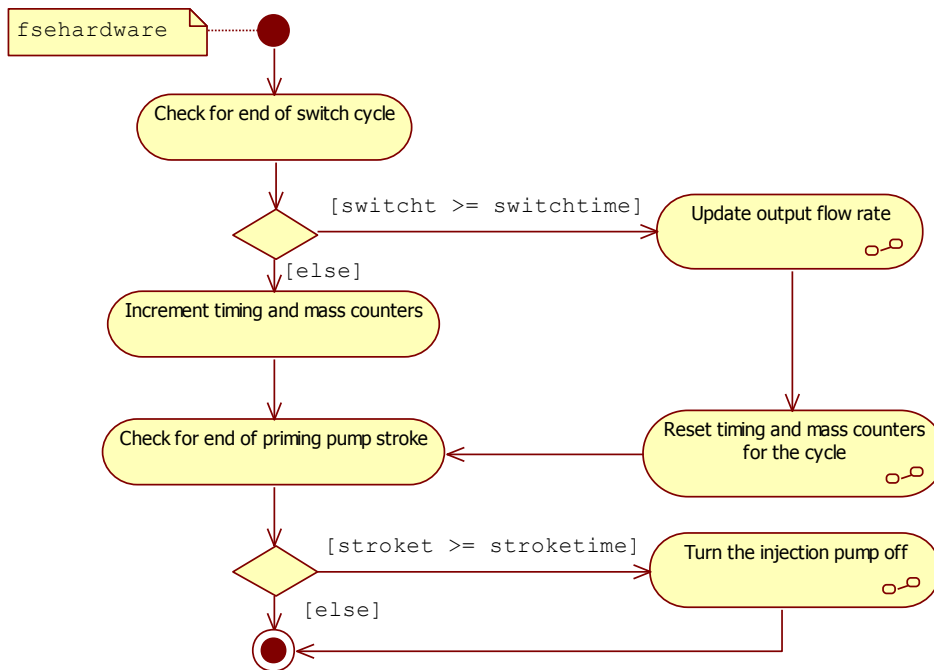 fsehardware
Check for end of switch cycle
[switcht >= switchtime]
Update output flow rate
[else]
Increment timing and mass counters
Check for end of priming pump stroke
Reset timing and mass counters
for the cycle
[stroket >= stroketime]
Turn the injection pump off
[else]